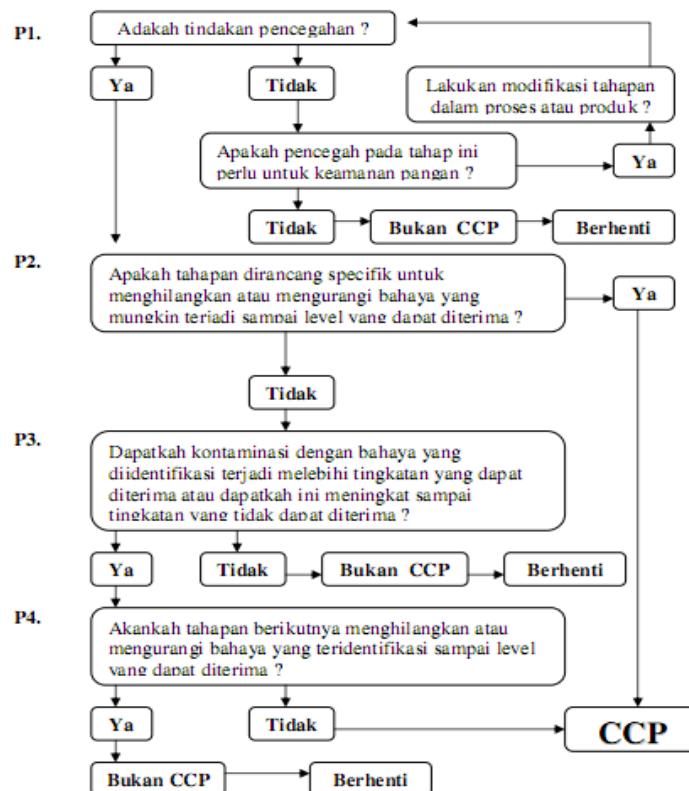 P1.
Adakah tindakan pencegahan ?
Ya
Tidak
Lakukan modifikasi tahapan
dalam proses atau produk ?
Apakah pencegah pada tahap ini
perlu untuk keamanan pangan ?
Ya
Tidak
Bukan CCP
Berhenti
P2.
Apakah tahapan dirancang specifik untuk
menghilangkan atau mengurangi bahaya yang
mungkin terjadi sampai level yang dapat diterima ?
Ya
Tidak
P3.
Dapatkah kontaminasi dengan bahaya yang
diidentifikasi terjadi melebihi tingkatan yang dapat
diterima atau dapatkah ini meningkat sampai
tingkatan yang tidak dapat diterima ?
Ya
Tidak
Bukan CCP
Berhenti
P4.
Akankah tahapan berikutnya menghilangkan atau
mengurangi bahaya yang teridentifikasi sampai level
yang dapat diterima ?
Ya
Tidak
CCP
Bukan CCP
Berhenti